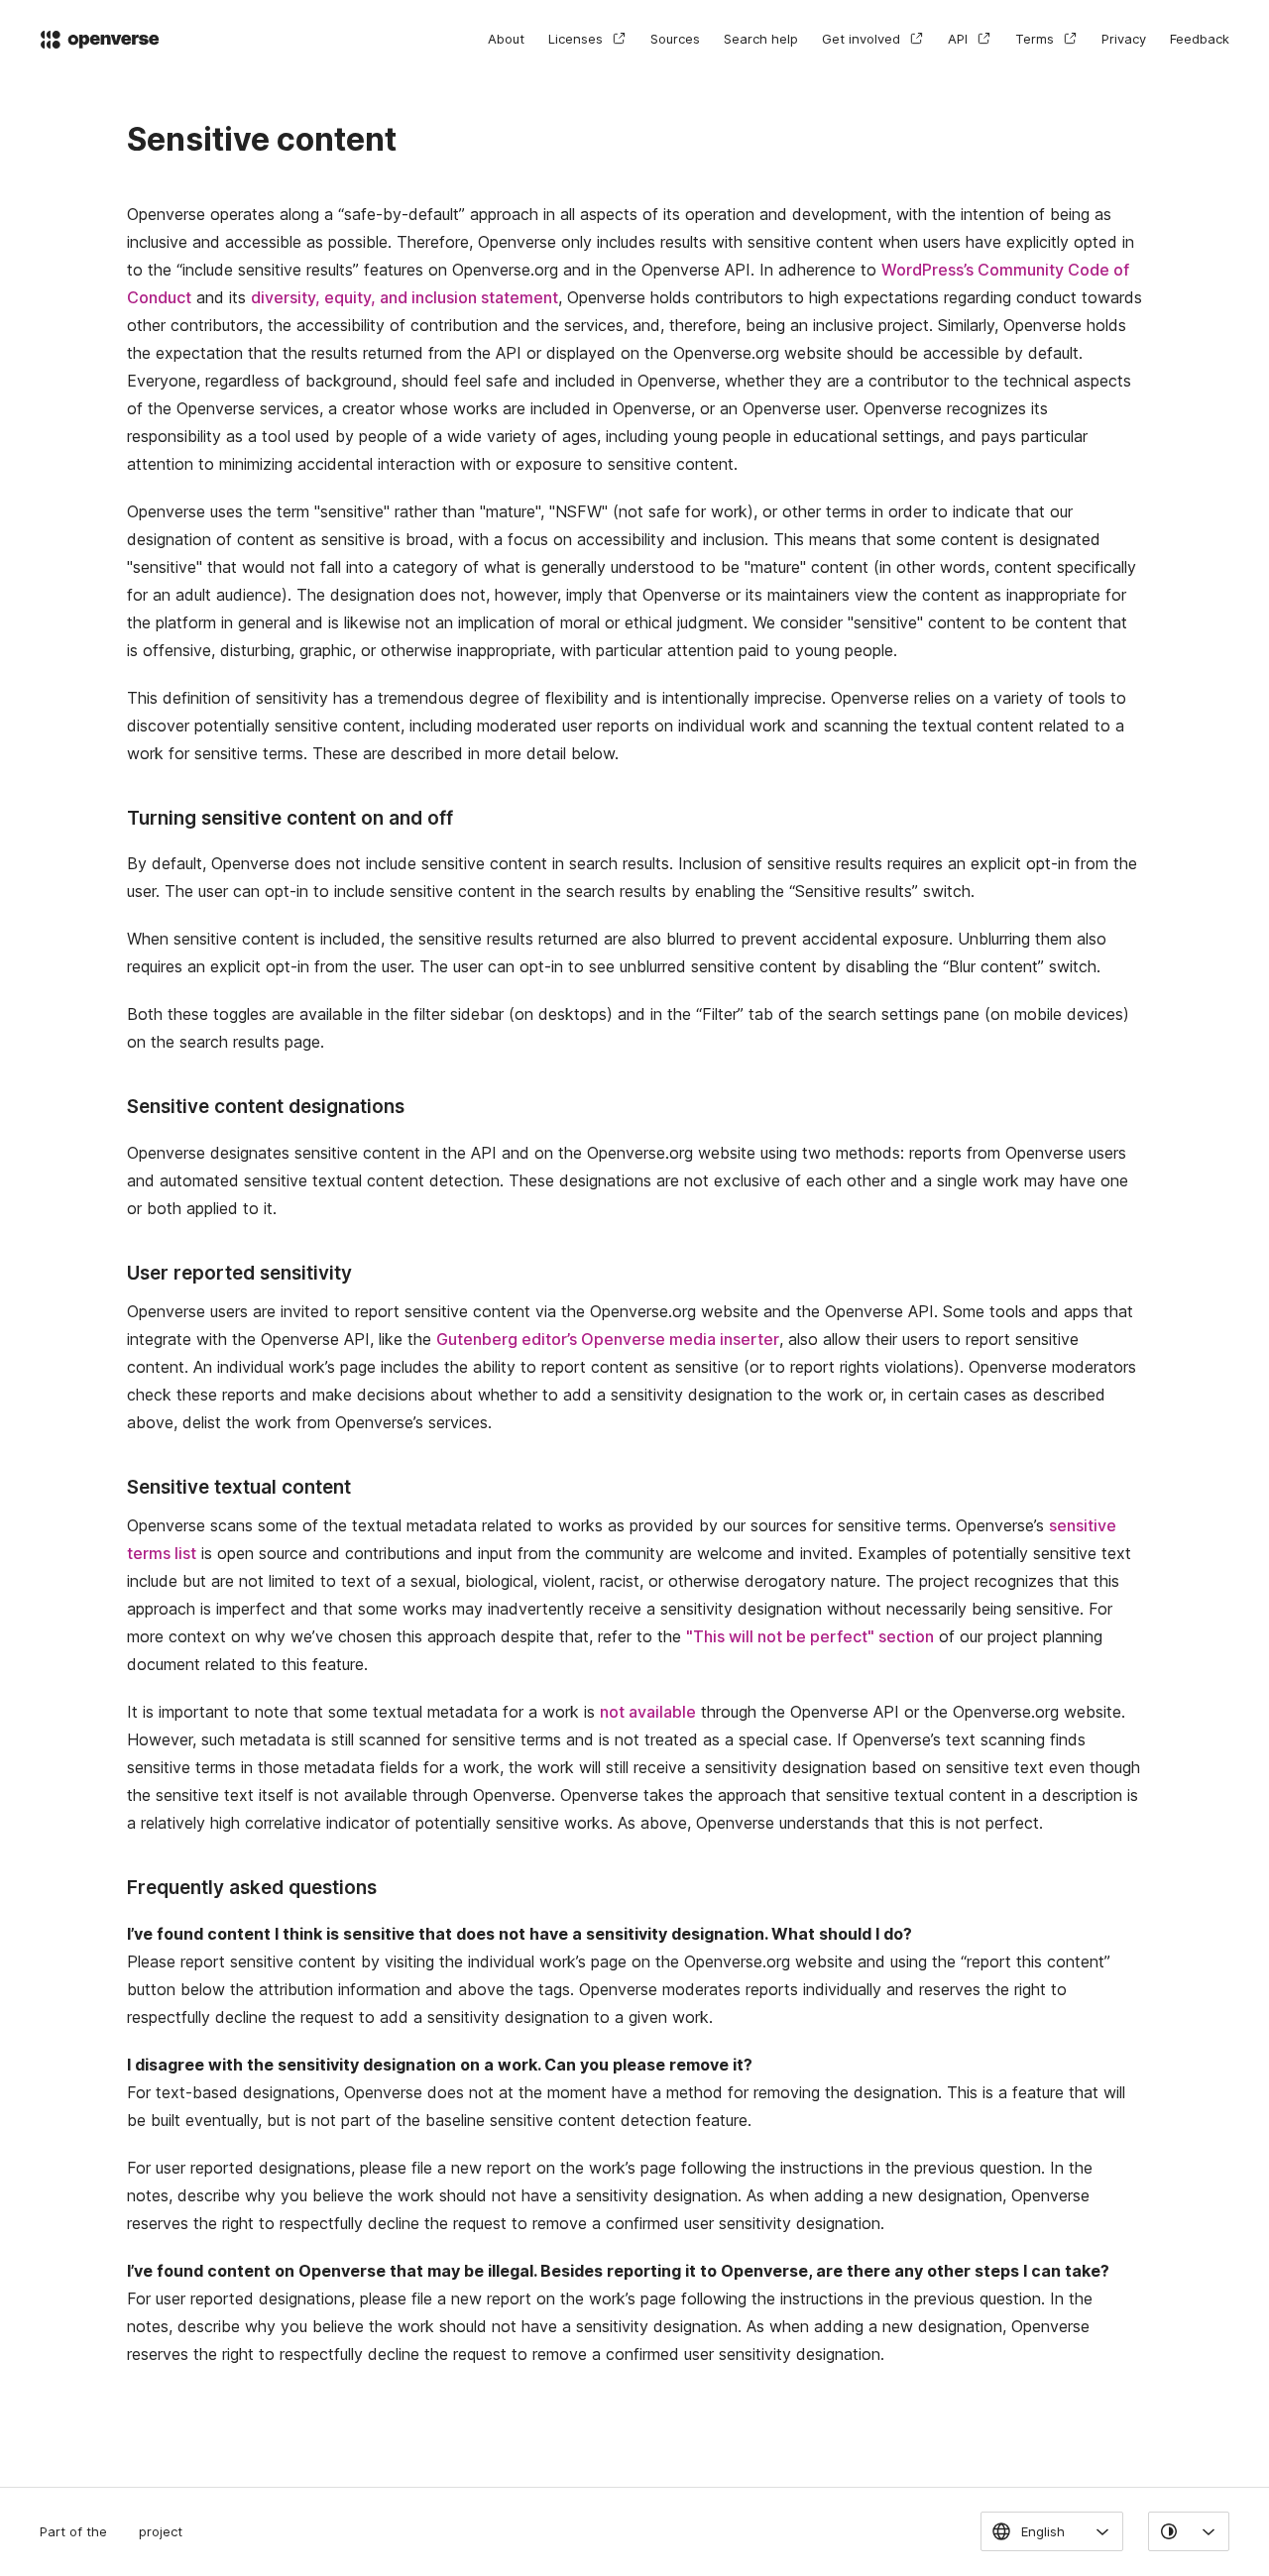 openverse
About Licenses Sources Search help Get involved API Terms Privacy Feedback
Sensitive content
Openverse operates along a “safe-by-default” approach in all aspects of its operation and development, with the intention of being as
inclusive and accessible as possible. Therefore, Openverse only includes results with sensitive content when users have explicitly opted in
to the “include sensitive results” features on Openverse.org and in the Openverse API. In adherence to WordPress’s Community Code of
Conduct and its diversity, equity, and inclusion statement, Openverse holds contributors to high expectations regarding conduct towards
other contributors, the accessibility of contribution and the services, and, therefore, being an inclusive project. Similarly, Openverse holds
the expectation that the results returned from the API or displayed on the Openverse.org website should be accessible by default.
Everyone, regardless of background, should feel safe and included in Openverse, whether they are a contributor to the technical aspects
of the Openverse services, a creator whose works are included in Openverse, or an Openverse user. Openverse recognizes its
responsibility as a tool used by people of a wide variety of ages, including young people in educational settings, and pays particular
attention to minimizing accidental interaction with or exposure to sensitive content.
Openverse uses the term "sensitive" rather than "mature", "NSFW" (not safe for work), or other terms in order to indicate that our
designation of content as sensitive is broad, with a focus on accessibility and inclusion. This means that some content is designated
"sensitive" that would not fall into a category of what is generally understood to be "mature" content (in other words, content specifically
for an adult audience). The designation does not, however, imply that Openverse or its maintainers view the content as inappropriate for
the platform in general and is likewise not an implication of moral or ethical judgment. We consider "sensitive" content to be content that
is offensive, disturbing, graphic, or otherwise inappropriate, with particular attention paid to young people.
This definition of sensitivity has a tremendous degree of flexibility and is intentionally imprecise. Openverse relies on a variety of tools to
discover potentially sensitive content, including moderated user reports on individual work and scanning the textual content related to a
work for sensitive terms. These are described in more detail below.
Turning sensitive content on and off
By default, Openverse does not include sensitive content in search results. Inclusion of sensitive results requires an explicit opt-in from the
user. The user can opt-in to include sensitive content in the search results by enabling the “Sensitive results” switch.
When sensitive content is included, the sensitive results returned are also blurred to prevent accidental exposure. Unblurring them also
requires an explicit opt-in from the user. The user can opt-in to see unblurred sensitive content by disabling the “Blur content” switch.
Both these toggles are available in the filter sidebar (on desktops) and in the “Filter” tab of the search settings pane (on mobile devices)
on the search results page.
Sensitive content designations
Openverse designates sensitive content in the API and on the Openverse.org website using two methods: reports from Openverse users
and automated sensitive textual content detection. These designations are not exclusive of each other and a single work may have one
or both applied to it.
User reported sensitivity
Openverse users are invited to report sensitive content via the Openverse.org website and the Openverse API. Some tools and apps that
integrate with the Openverse API, like the Gutenberg editor’s Openverse media inserter, also allow their users to report sensitive
content. An individual work’s page includes the ability to report content as sensitive (or to report rights violations). Openverse moderators
check these reports and make decisions about whether to add a sensitivity designation to the work or, in certain cases as described
above, delist the work from Openverse’s services.
Sensitive textual content
Openverse scans some of the textual metadata related to works as provided by our sources for sensitive terms. Openverse’s sensitive
terms list is open source and contributions and input from the community are welcome and invited. Examples of potentially sensitive text
include but are not limited to text of a sexual, biological, violent, racist, or otherwise derogatory nature. The project recognizes that this
approach is imperfect and that some works may inadvertently receive a sensitivity designation without necessarily being sensitive. For
more context on why we’ve chosen this approach despite that, refer to the "This will not be perfect" section of our project planning
document related to this feature.
It is important to note that some textual metadata for a work is not available through the Openverse API or the Openverse.org website.
However, such metadata is still scanned for sensitive terms and is not treated as a special case. If Openverse’s text scanning finds
sensitive terms in those metadata fields for a work, the work will still receive a sensitivity designation based on sensitive text even though
the sensitive text itself is not available through Openverse. Openverse takes the approach that sensitive textual content in a description is
a relatively high correlative indicator of potentially sensitive works. As above, Openverse understands that this is not perfect.
Frequently asked questions
I’ve found content I think is sensitive that does not have a sensitivity designation. What should I do?
Please report sensitive content by visiting the individual work’s page on the Openverse.org website and using the “report this content”
button below the attribution information and above the tags. Openverse moderates reports individually and reserves the right to
respectfully decline the request to add a sensitivity designation to a given work.
I disagree with the sensitivity designation on a work. Can you please remove it?
For text-based designations, Openverse does not at the moment have a method for removing the designation. This is a feature that will
be built eventually, but is not part of the baseline sensitive content detection feature.
For user reported designations, please file a new report on the work’s page following the instructions in the previous question. In the
notes, describe why you believe the work should not have a sensitivity designation. As when adding a new designation, Openverse
reserves the right to respectfully decline the request to remove a confirmed user sensitivity designation.
I’ve found content on Openverse that may be illegal. Besides reporting it to Openverse, are there any other steps I can take?
For user reported designations, please file a new report on the work’s page following the instructions in the previous question. In the
notes, describe why you believe the work should not have a sensitivity designation. As when adding a new designation, Openverse
reserves the right to respectfully decline the request to remove a confirmed user sensitivity designation.
Part of the project
English